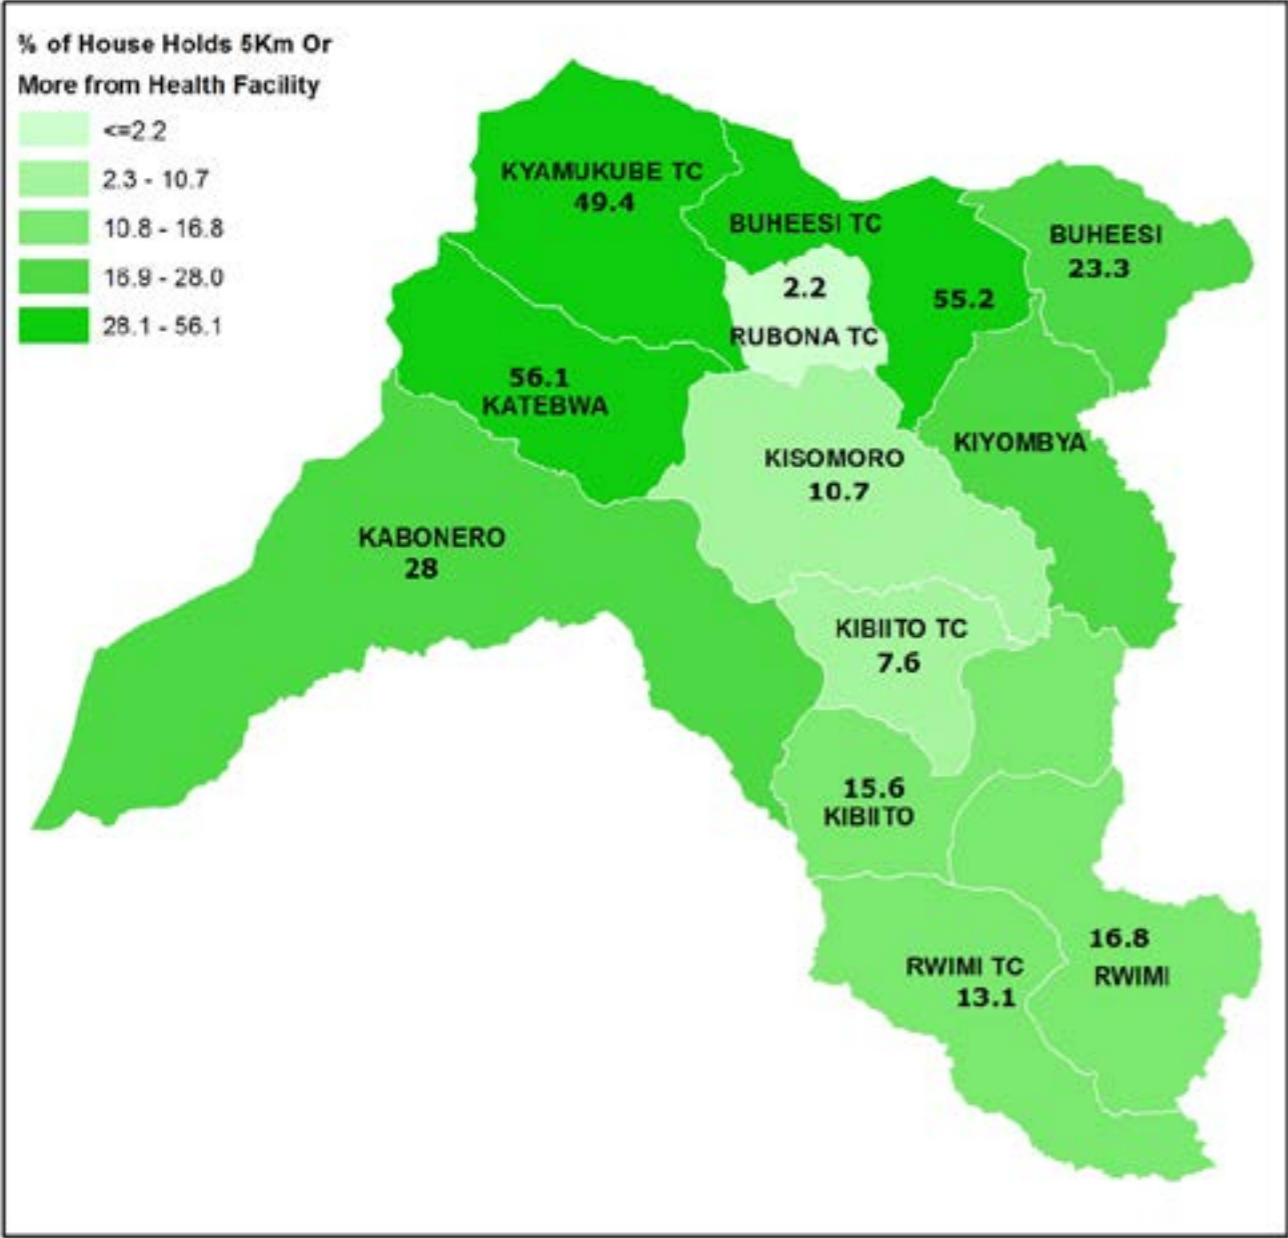 % of House Holds 5Km Or
More from Health Facility
<=2.2
2.3 - 10.7
10.8 - 16.8
16.9 - 28.0
28.1 - 56.1
KYAMUKUBE TC
49.4
BUHEESI TC
55.2
BUHEESI
23.3
2.2
RUBONA TC
56.1
KATEBWA
KISOMORO
10.7
KIYOMBYA
KABONERO
28
KIBIITO TC
7.6
15.6
KIBIITO
16.8
RWIMI
RWIMI TC
13.1